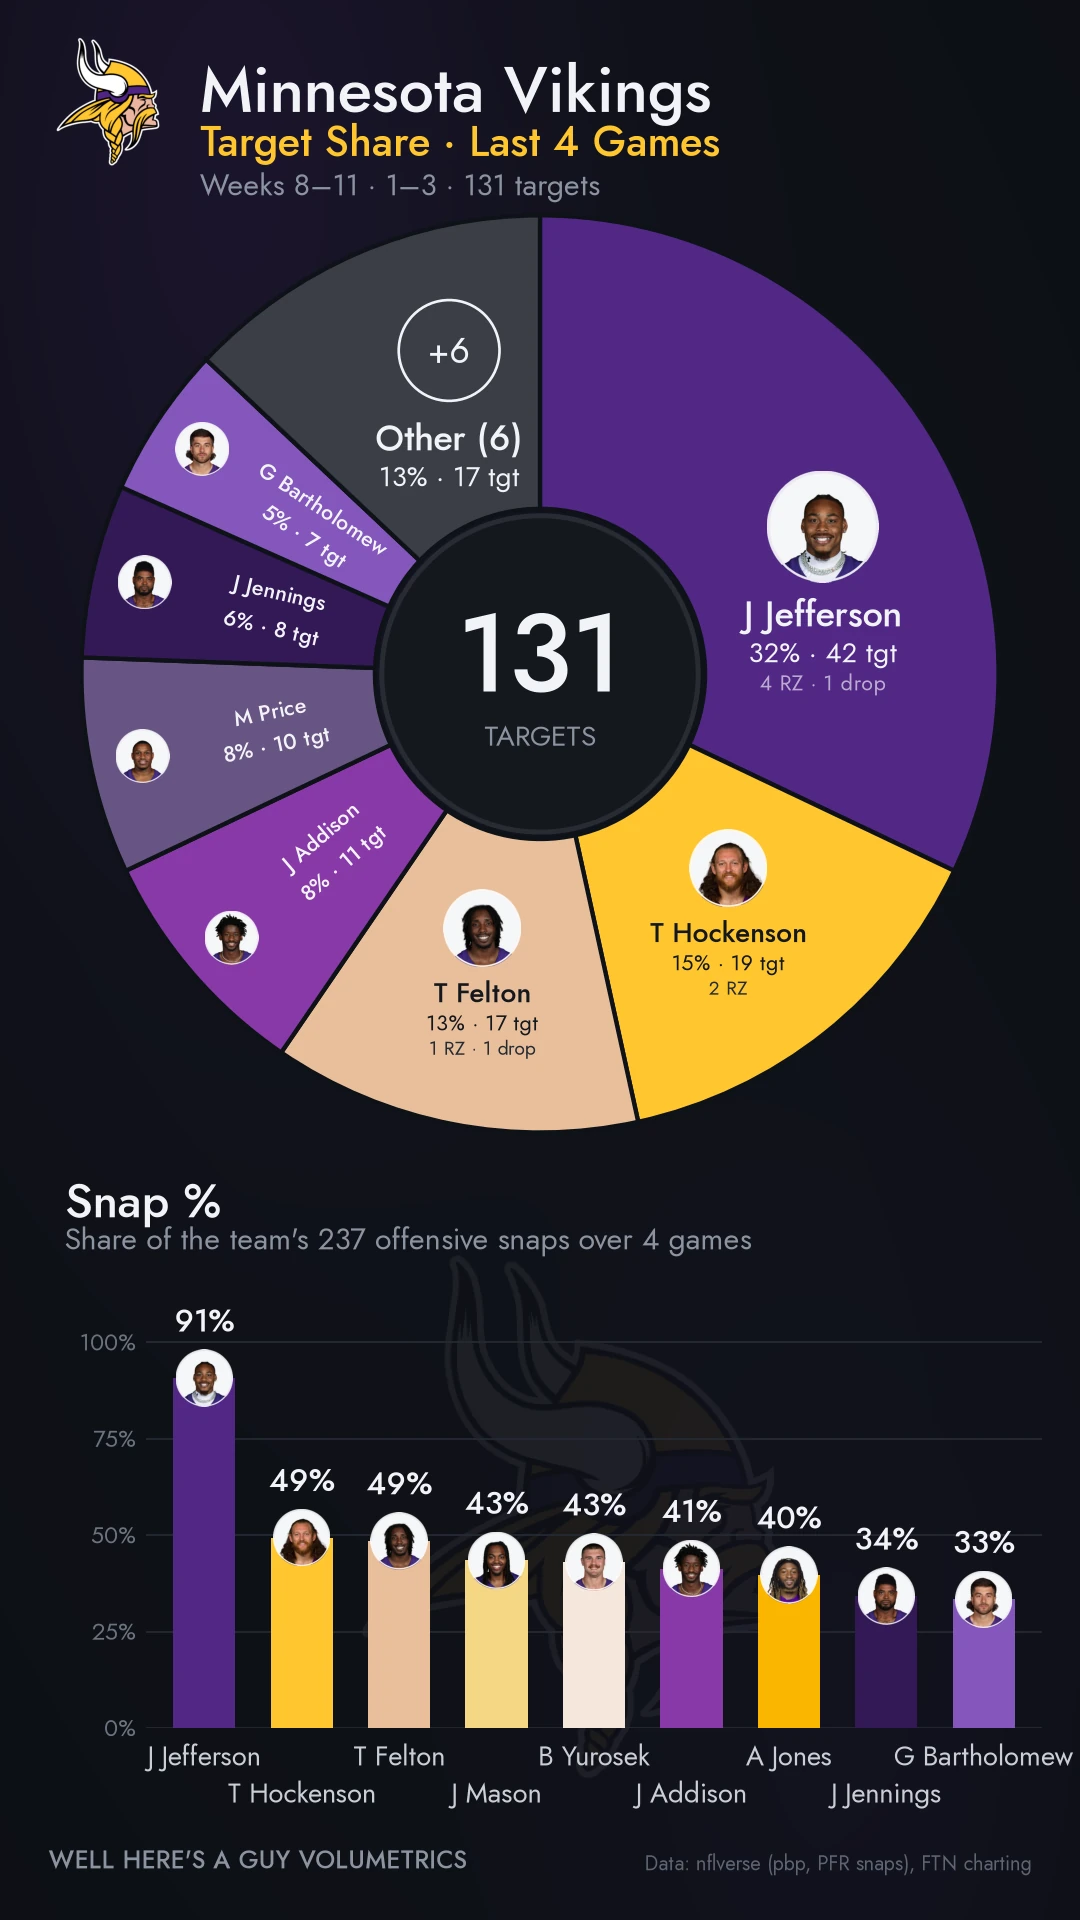 Minnesota Vikings
Target Share · Last 4 Games
Weeks 8–11 · 1–3 · 131 targets
+6
Other (6)
13% · 17 tgt
J Jefferson
32% · 42 tgt
4 RZ · 1 drop
G Bartholomew
5% · 7 tgt
J Jennings
6% · 8 tgt
M Price
8% · 10 tgt
J Addison
8% · 11 tgt
131
TARGETS
T Hockenson
15% · 19 tgt
2 RZ
T Felton
13% · 17 tgt
1 RZ · 1 drop
Snap %
Share of the team's 237 offensive snaps over 4 games
100%
75%
50%
25%
0%
91%
49%
49%
43%
43%
41%
40%
34%
33%
J Jefferson
T Hockenson
T Felton
J Mason
B Yurosek
J Addison
A Jones
J Jennings
G Bartholomew
WELL HERE'S A GUY VOLUMETRICS
Data: nflverse (pbp, PFR snaps), FTN charting